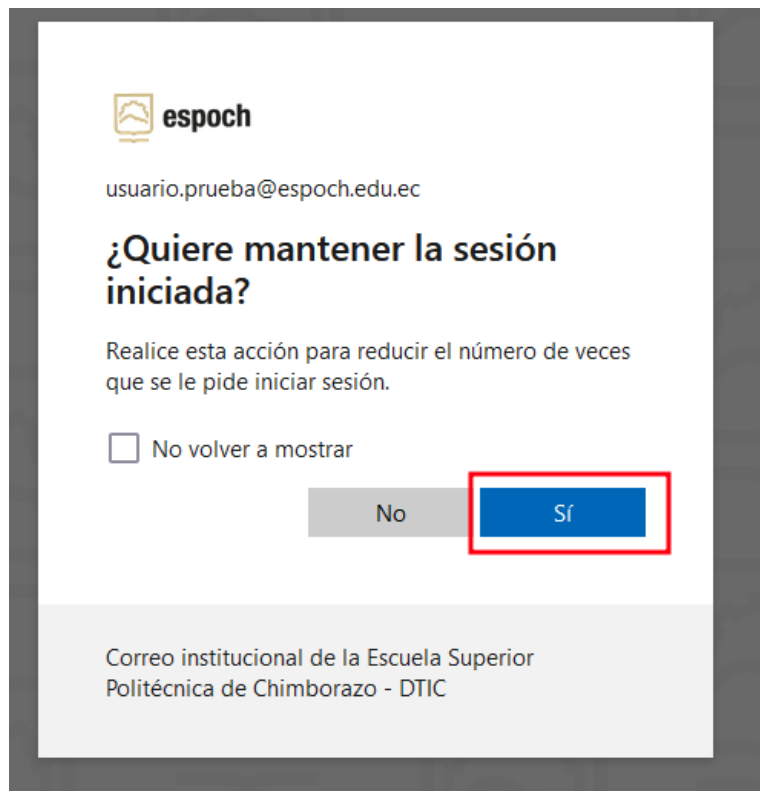 espoch
usuario.prueba@espoch.edu.ec
¿Quiere mantener la sesión
iniciada?
Realice esta acción para reducir el número de veces
que se le pide iniciar sesión.
No volver a mostrar
No
Sí
Correo institucional de la Escuela Superior
Politécnica de Chimborazo - DTIC